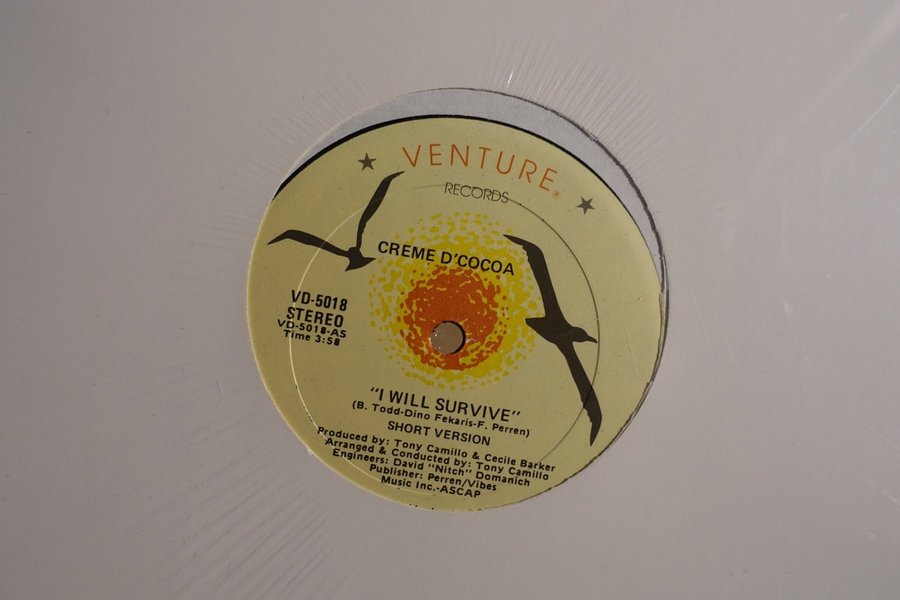 VENTURE®
RECORDS
CREME D'COCOA
VD-5018
STEREO
VD-5018-AS
Time 3:58
"I WILL SURVIVE"
(B. Todd-Dino Fekaris-F. Perren)
SHORT VERSION
Produced by: Tony Camillo & Cecile Barker
Arranged & Conducted by: Tony Camillo
Engineers: David "Nitch" Domanich
Publisher: Perren/Vibes
Music Inc.-ASCAP